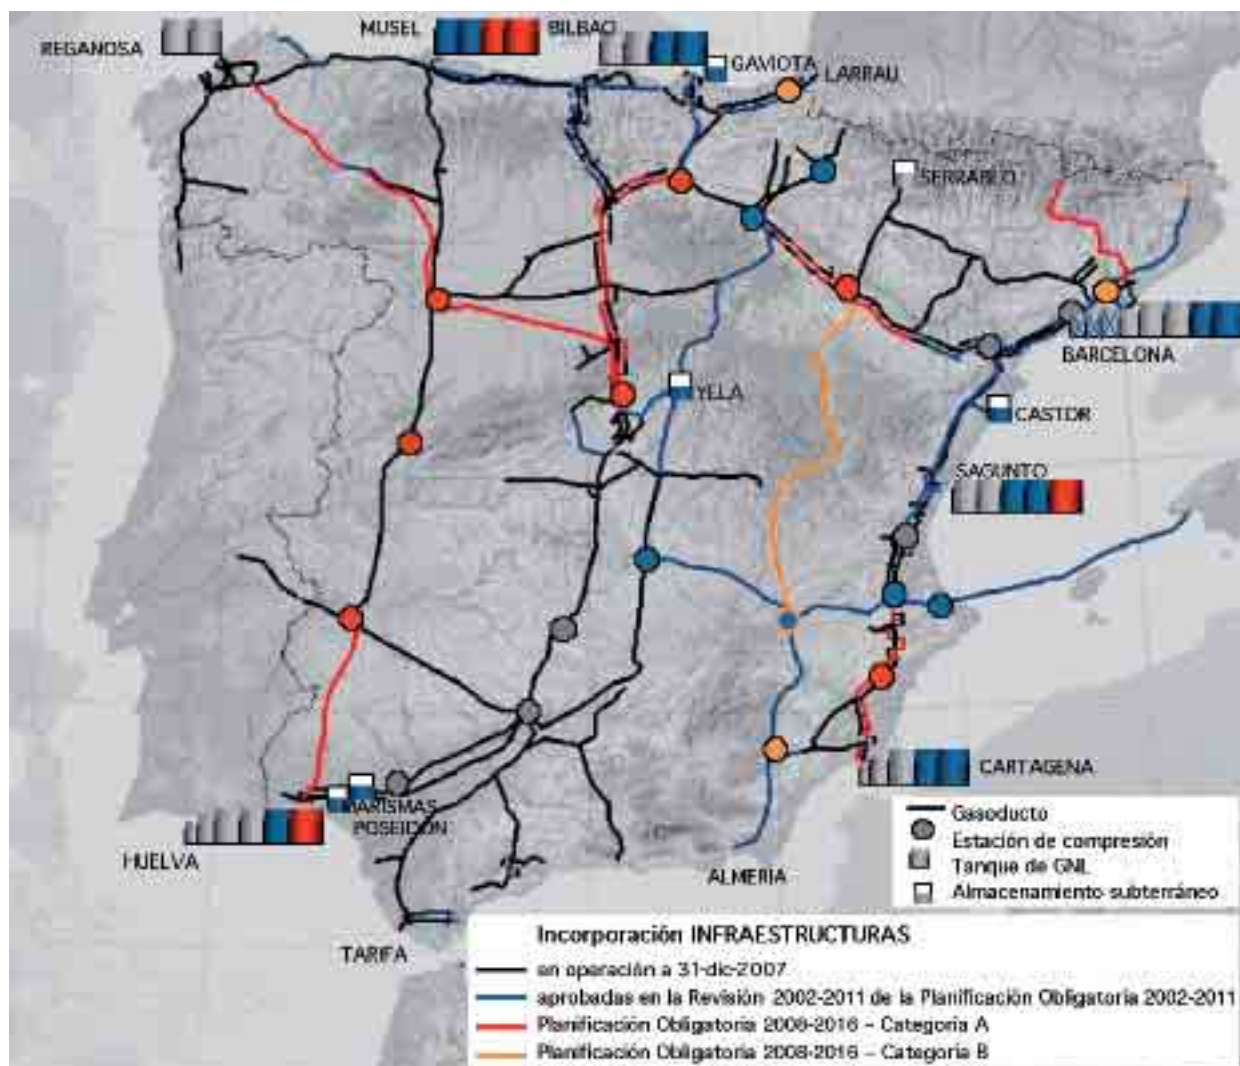 REGANOSA
MUSEL
BILBAO
GAVIOTA
LARRAU
SERRABLO
BARCELONA
YELA
CASTOR
SAGUNTO
CARTAGENA
MARISMAS
POSEIDON
HUELVA
ALMERIA
TARIFA
Gasoducto
Estación de compresión
Tanque de GNL
Almacenamiento subterráneo
Incorporación INFRAESTRUCTURAS
en operación a 31-dic-2007
aprobadas en la Revisión 2002-2011 de la Planificación Obligatoria 2002-2011
Planificación Obligatoria 2008-2016 – Categoría A
Planificación Obligatoria 2008-2016 – Categoría B